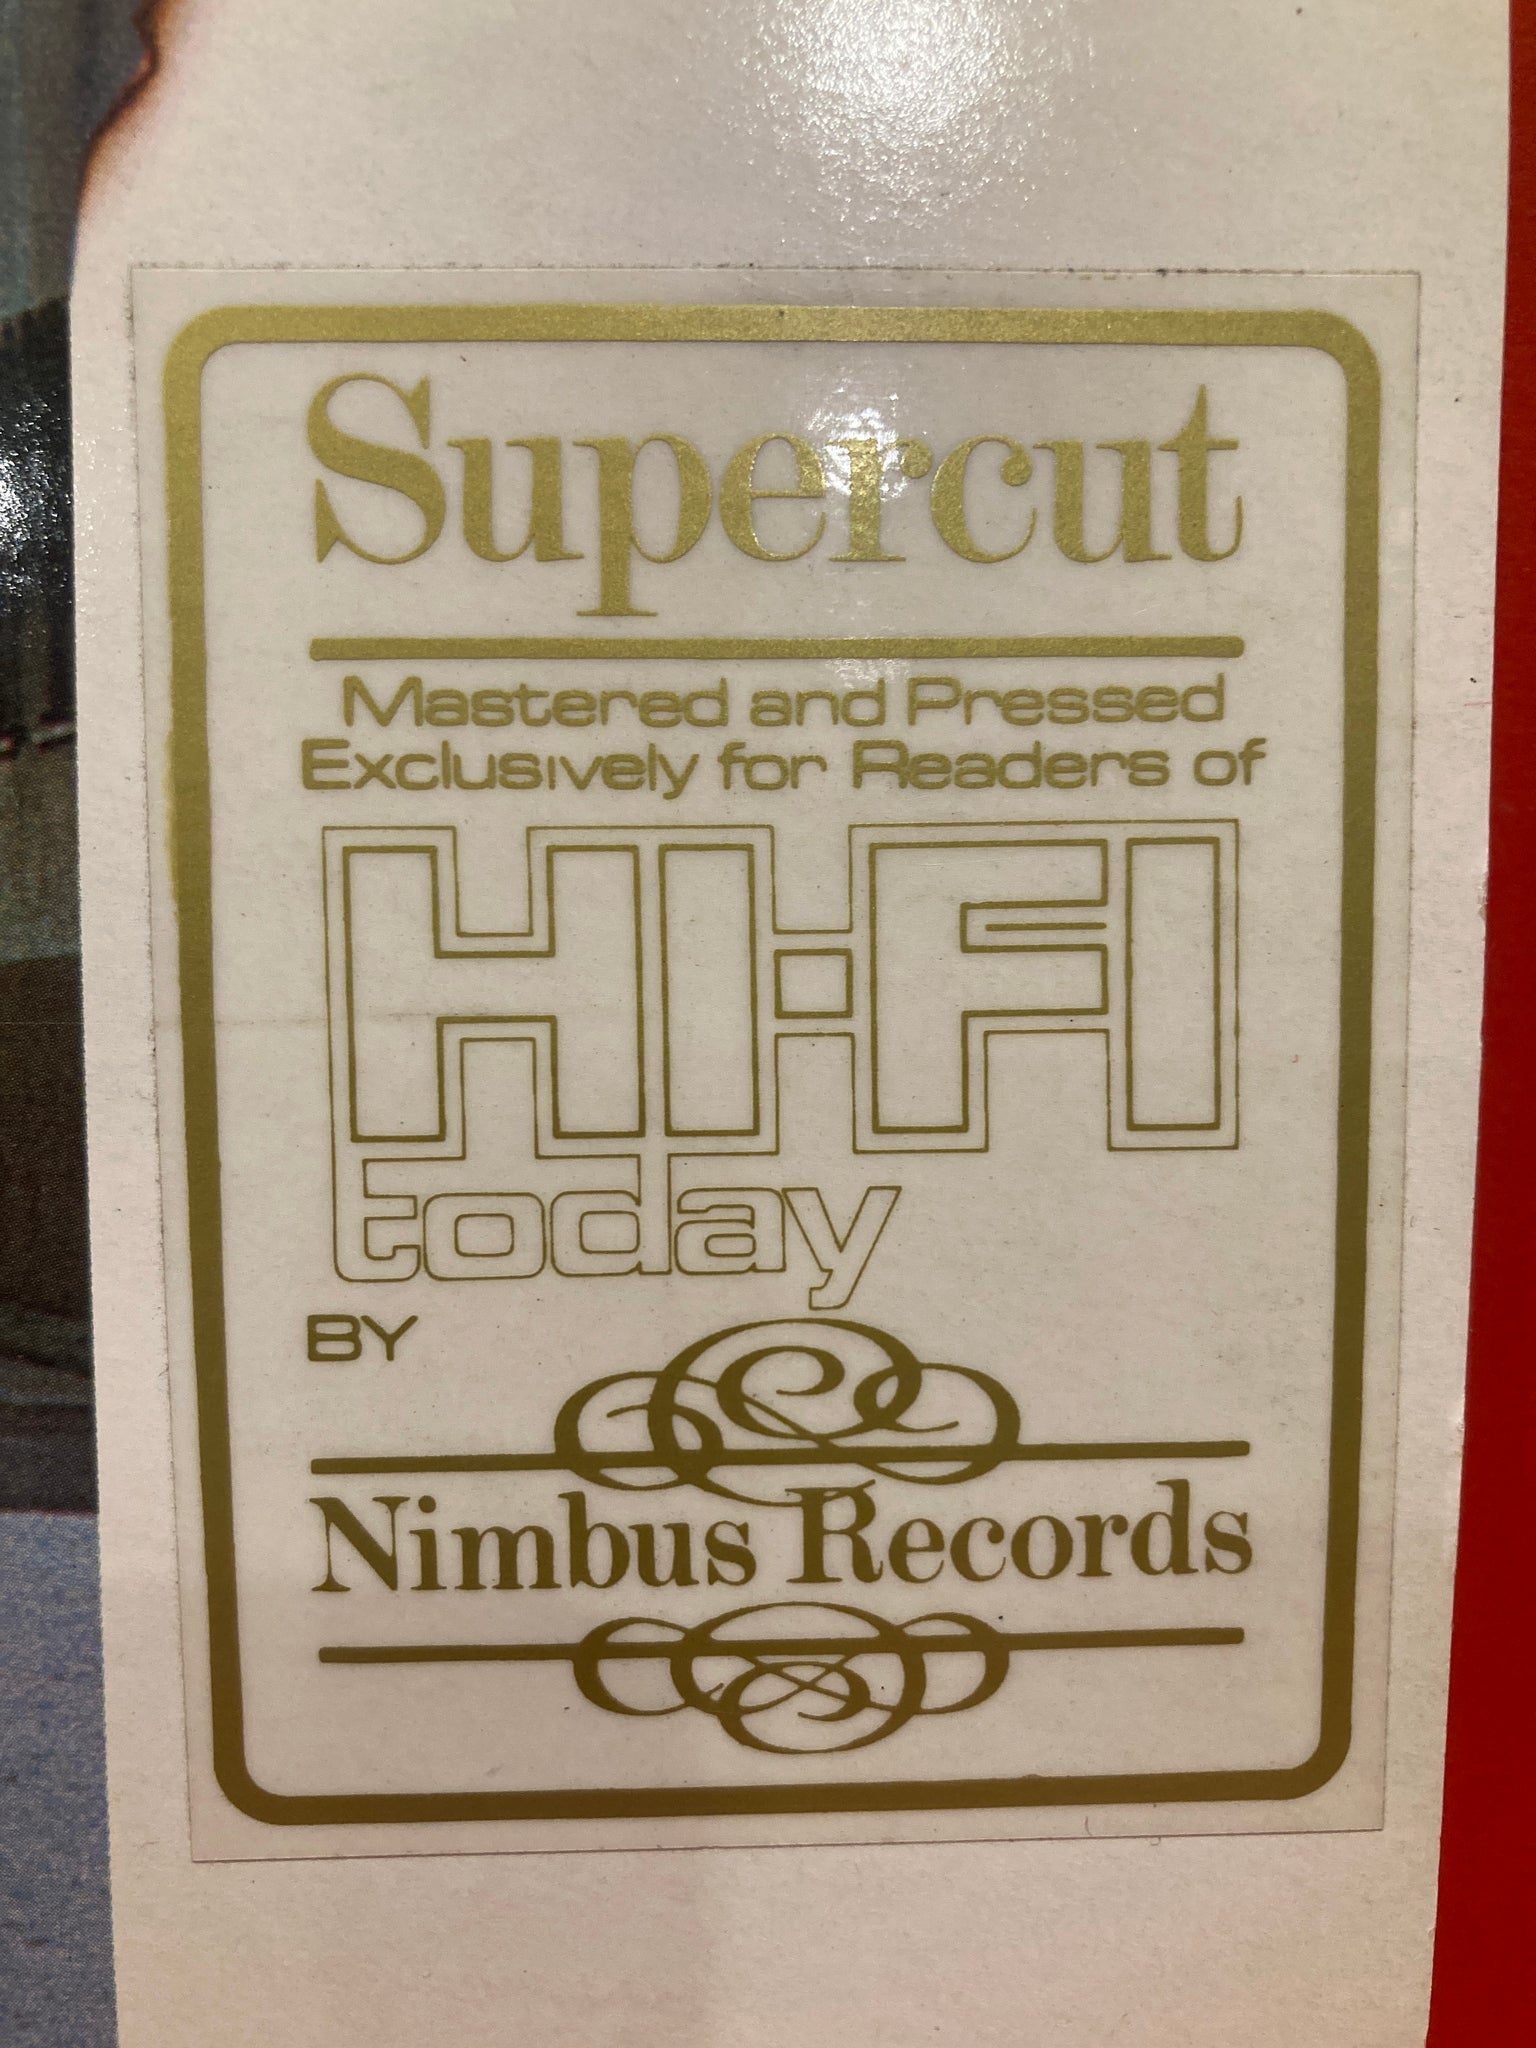 Supercut
Mastered and Pressed
Exclusively for Readers of
HI-FI
today
BY
Nimbus Records